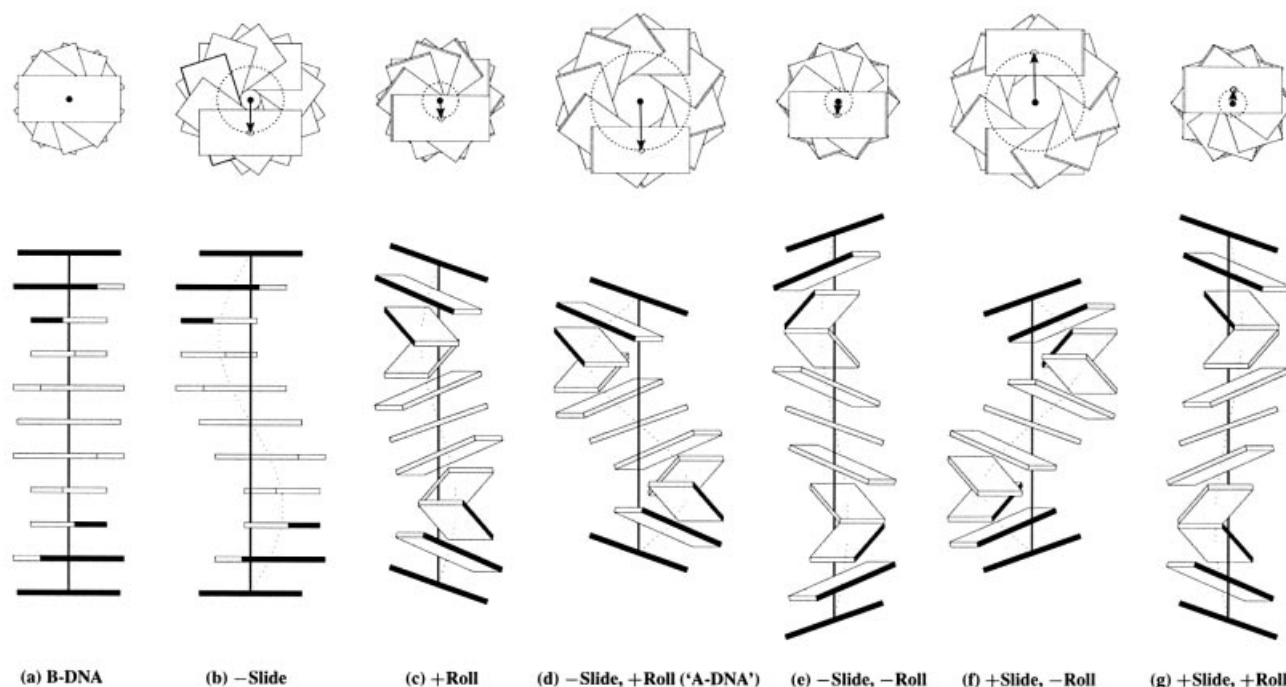 (a) B-DNA (b) −Slide (c) +Roll (d) −Slide, +Roll (‘A-DNA’) (e) −Slide, −Roll (f) +Slide, −Roll (g) +Slide, +Roll